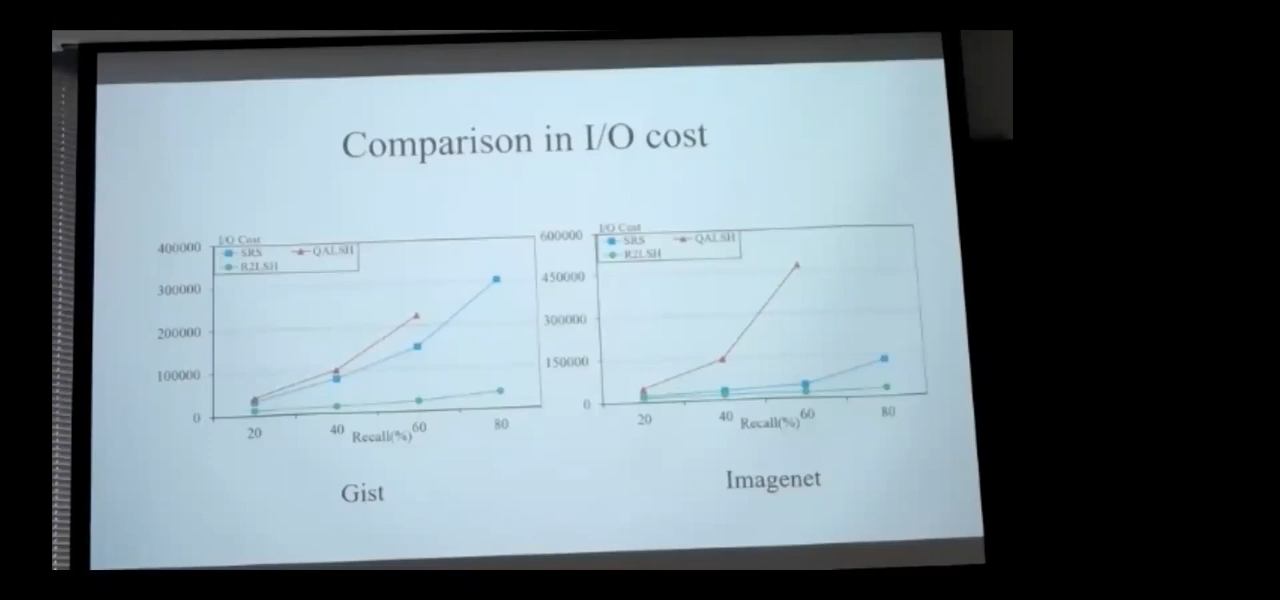 Comparison in I/O cost
I/O Cost
SRS QALSH
R2LSH
400000
300000
200000
100000
0
20 40 60 80
Recall(%)
Gist
I/O Cost
SRS QALSH
R2LSH
600000
450000
300000
150000
0
20 40 60 80
Recall(%)
Imagenet